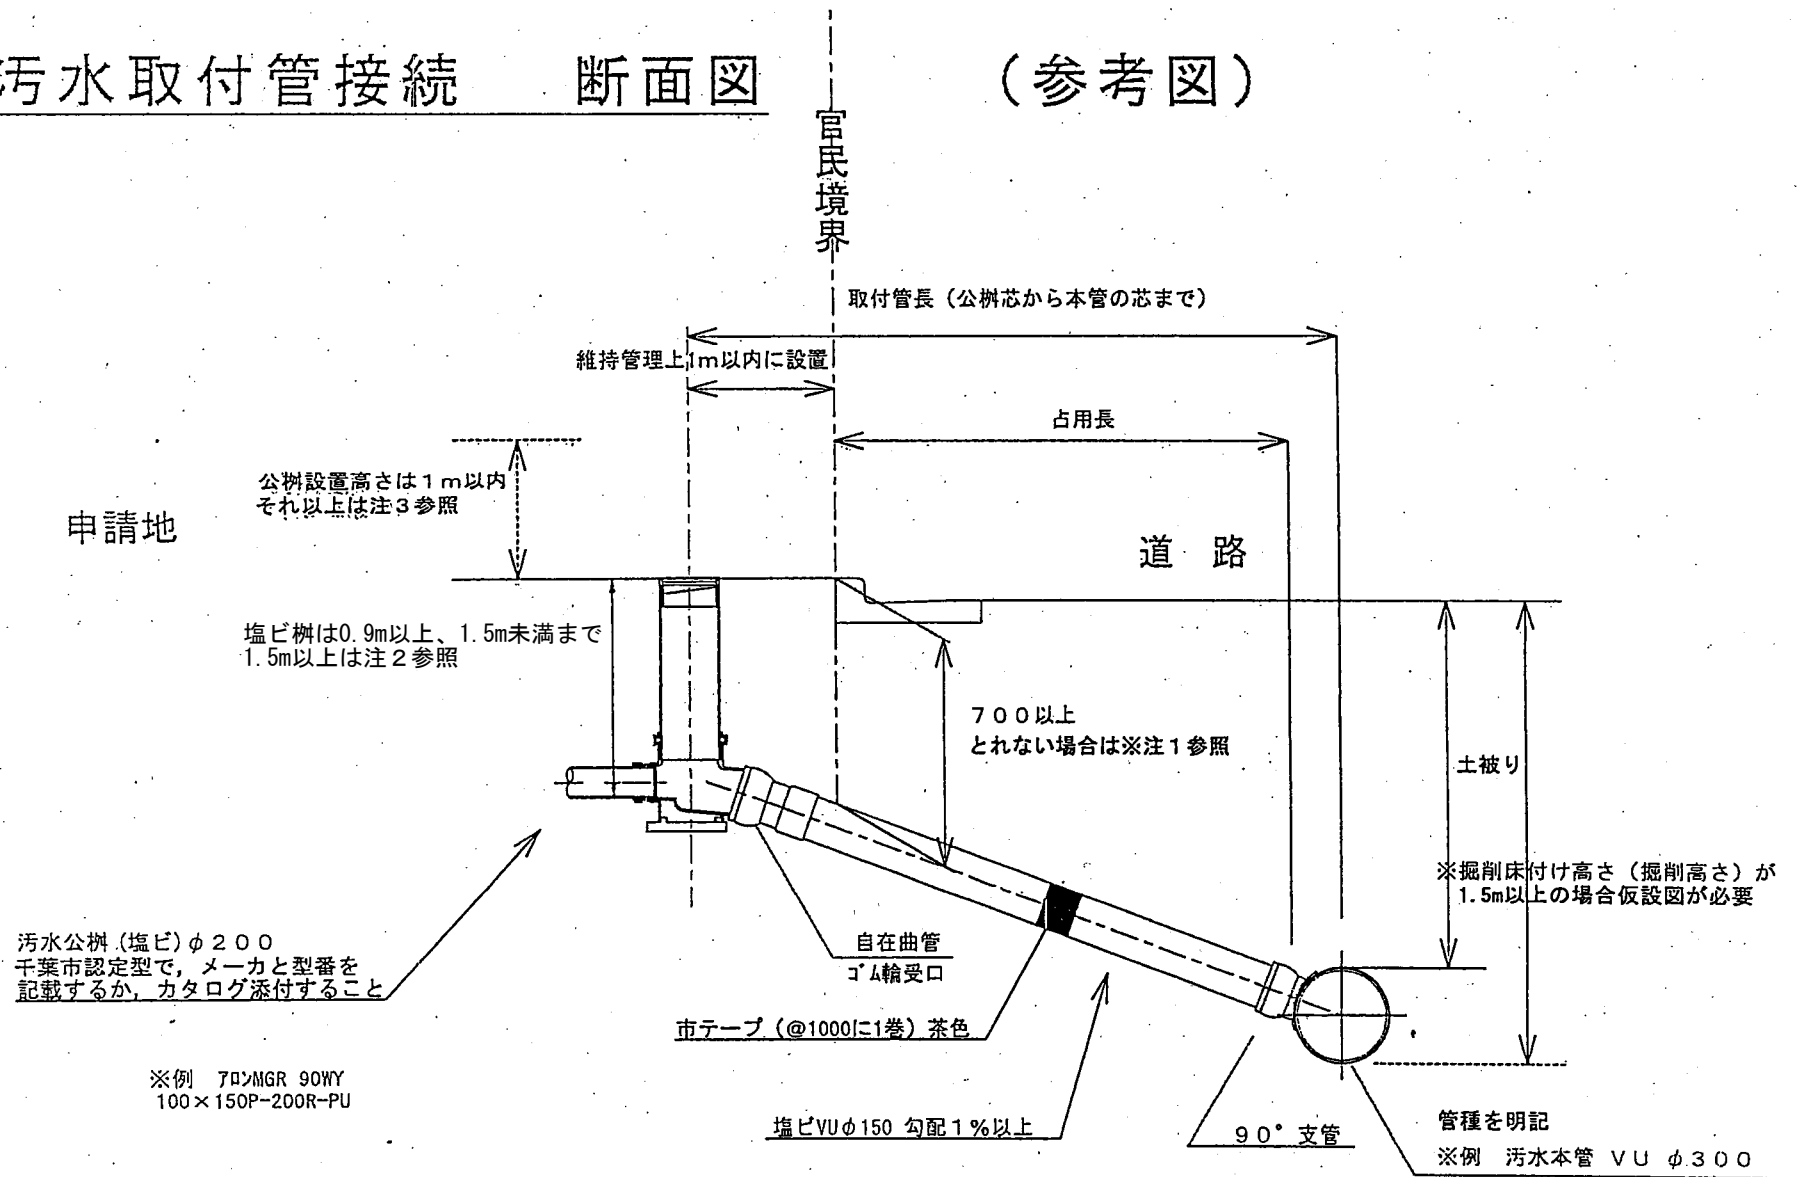 汚水取付管接続　断面図　（参考図）
官民境界
取付管長（公桝芯から本管の芯まで）
維持管理上1m以内に設置
占用長
公桝設置高さは１ｍ以内
それ以上は注３参照
申請地
道　路
塩ビ桝は0.9m以上、1.5m未満まで
1.5m以上は注２参照
７００以上
とれない場合は※注１参照
土被り
※掘削床付け高さ（掘削高さ）が
1.5m以上の場合仮設図が必要
汚水公桝（塩ビ）φ２００
千葉市認定型で，メーカと型番を
記載するか，カタログ添付すること
自在曲管
ゴム輪受口
市テープ（@1000に1巻）茶色
※例　ｱﾛﾝMGR 90WY
100×150P-200R-PU
塩ビVUφ150 勾配１％以上
９０°支管
管種を明記
※例　汚水本管 ＶＵ φ３００